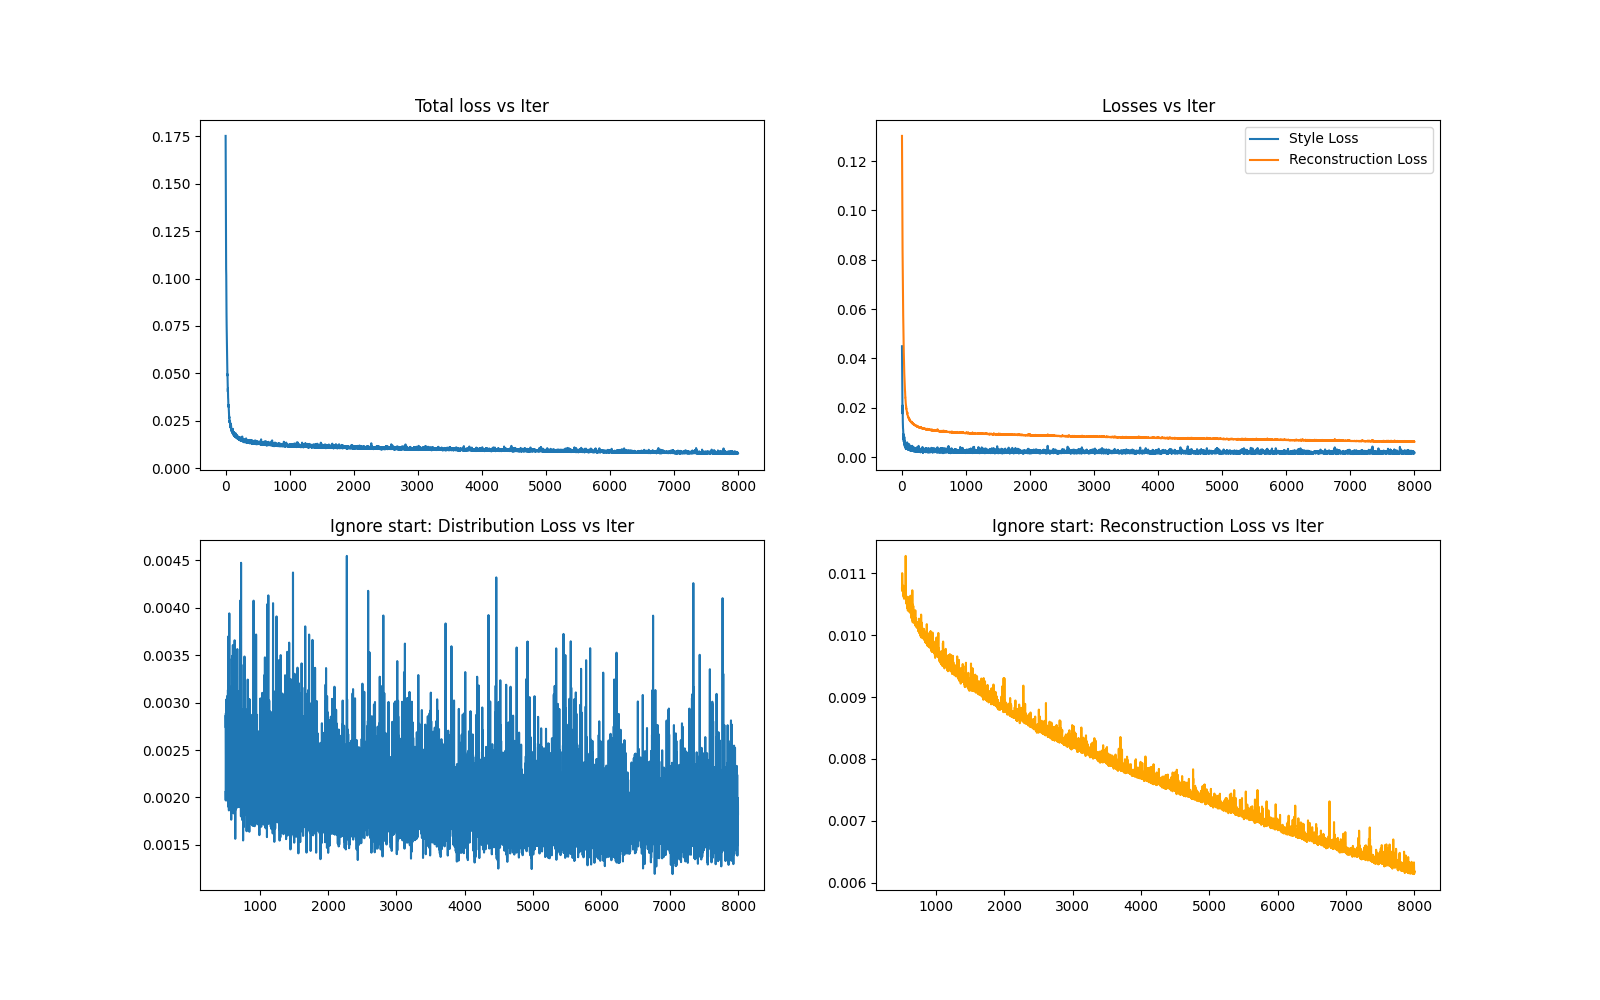 Total loss vs Iter
0.175
0.150
0.125
0.100
0.075
0.050
0.025
0.000
0 1000 2000 3000 4000 5000 6000 7000 8000
Losses vs Iter
Style Loss
Reconstruction Loss
0.12
0.10
0.08
0.06
0.04
0.02
0.00
0 1000 2000 3000 4000 5000 6000 7000 8000
Ignore start: Distribution Loss vs Iter
0.0045
0.0040
0.0035
0.0030
0.0025
0.0020
0.0015
1000 2000 3000 4000 5000 6000 7000 8000
Ignore start: Reconstruction Loss vs Iter
0.011
0.010
0.009
0.008
0.007
0.006
1000 2000 3000 4000 5000 6000 7000 8000